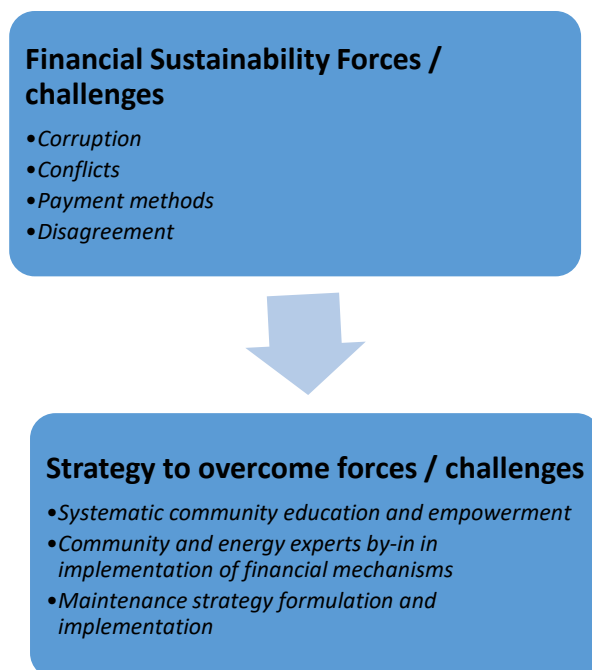 Financial Sustainability Forces /
challenges
•Corruption
•Conflicts
•Payment methods
•Disagreement
Strategy to overcome forces / challenges
•Systematic community education and empowerment
•Community and energy experts by-in in
implementation of financial mechanisms
•Maintenance strategy formulation and
implementation